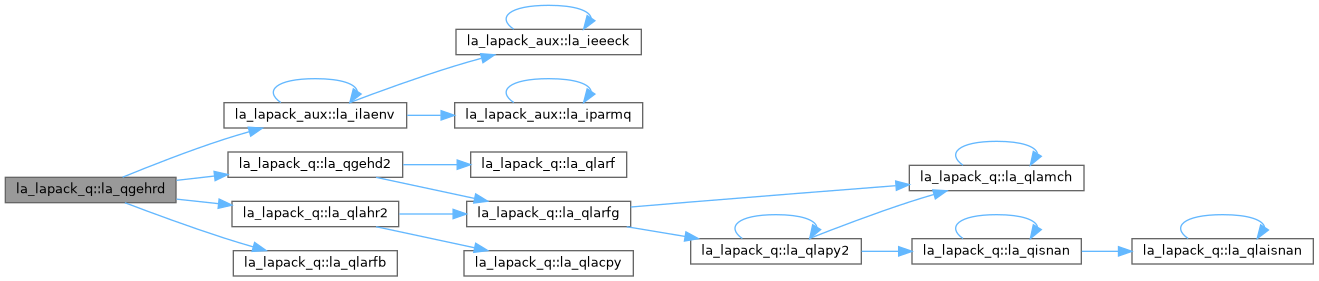 la_lapack_q::la_qgehrd
la_lapack_aux::la_ilaenv
la_lapack_aux::la_ieeeck
la_lapack_aux::la_iparmq
la_lapack_q::la_qgehd2
la_lapack_q::la_qlarf
la_lapack_q::la_qlarfg
la_lapack_q::la_qlamch
la_lapack_q::la_qlapy2
la_lapack_q::la_qisnan
la_lapack_q::la_qlaisnan
la_lapack_q::la_qlahr2
la_lapack_q::la_qlacpy
la_lapack_q::la_qlarfb